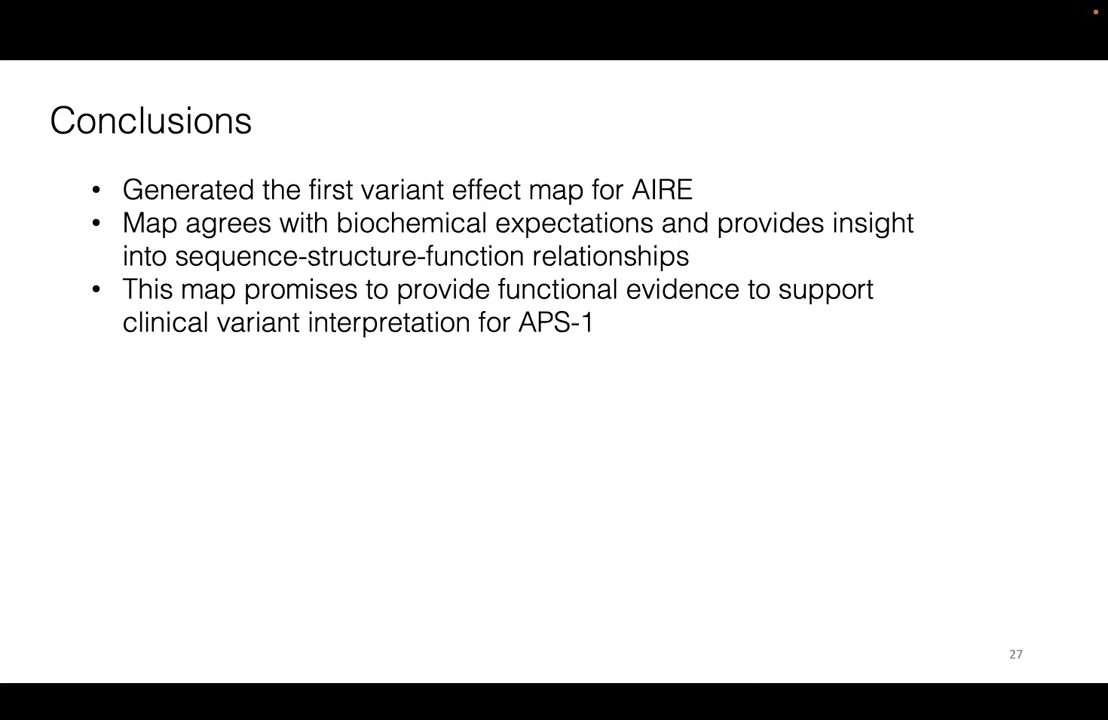 Conclusions
• Generated the first variant effect map for AIRE
• Map agrees with biochemical expectations and provides insight
into sequence-structure-function relationships
• This map promises to provide functional evidence to support
clinical variant interpretation for APS-1
27